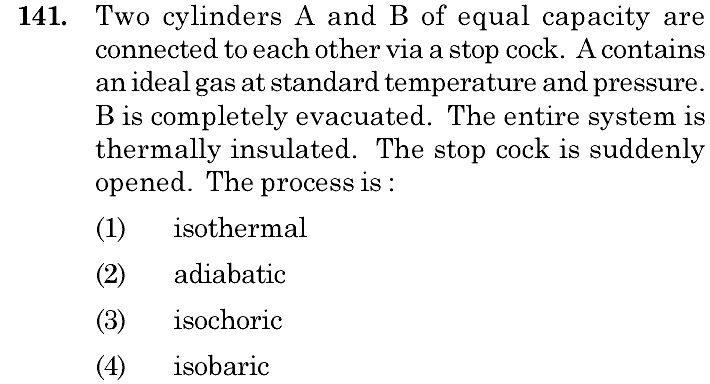 141. Two cylinders A and B of equal capacity are
connected to each other via a stop cock. A contains
an ideal gas at standard temperature and pressure.
B is completely evacuated. The entire system is
thermally insulated. The stop cock is suddenly
opened. The process is :
(1) isothermal
(2) adiabatic
(3) isochoric
(4) isobaric